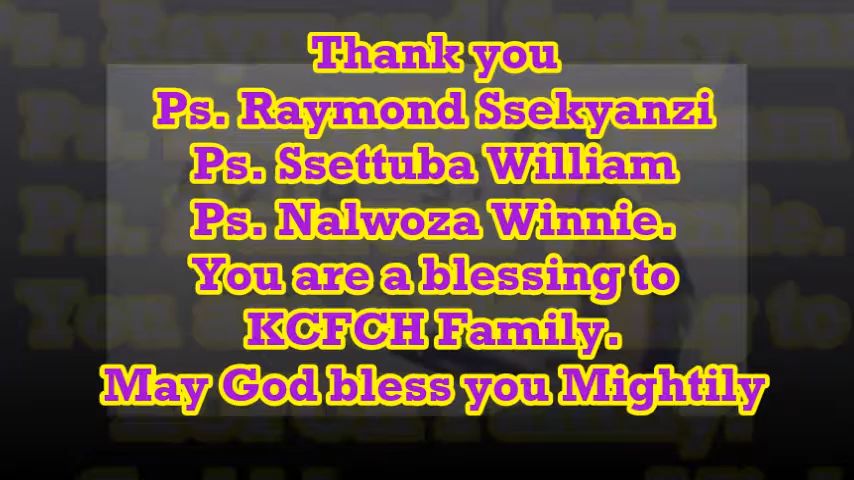 Thank you
Ps. Raymond Ssekyanzi
Ps. Ssettuba William
Ps. Nalwoza Winnie.
You are a blessing to
KCFCH Family.
May God bless you Mightily